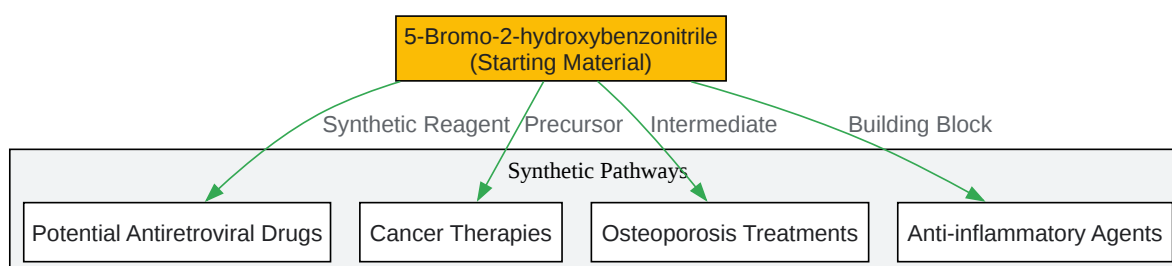 5-Bromo-2-hydroxybenzonitrile
(Starting Material)
Synthetic Reagent
Precursor
Intermediate
Building Block
Synthetic Pathways
Potential Antiretroviral Drugs
Cancer Therapies
Osteoporosis Treatments
Anti-inflammatory Agents